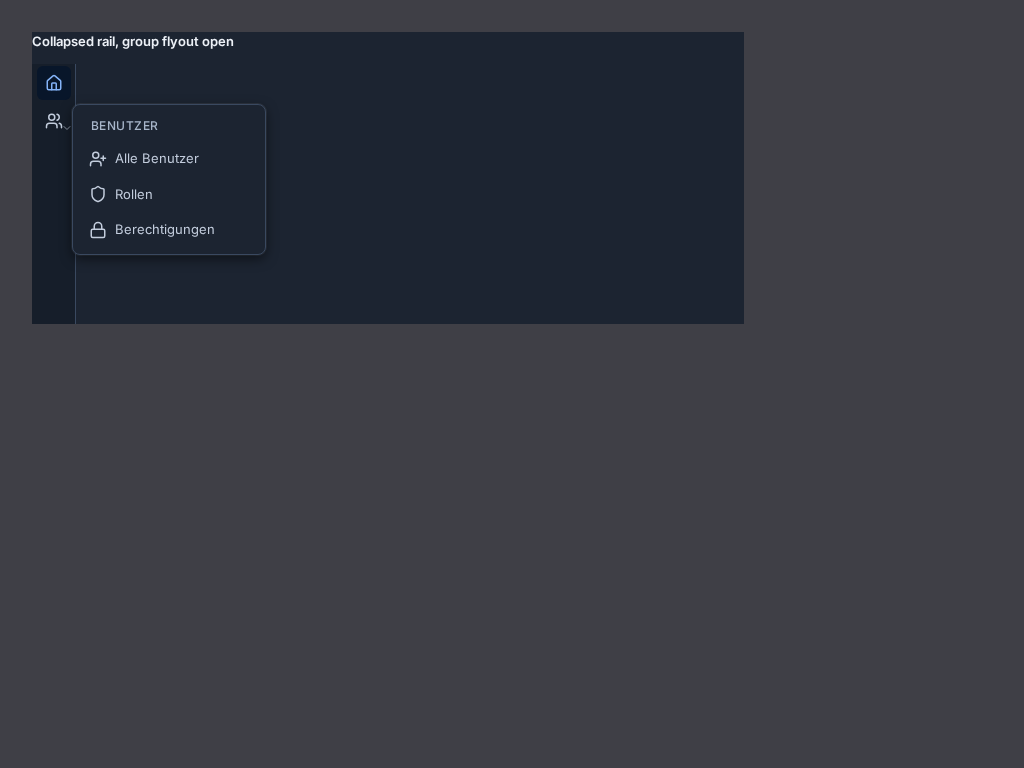 Collapsed rail, group flyout open
BENUTZER
Alle Benutzer
Rollen
Berechtigungen